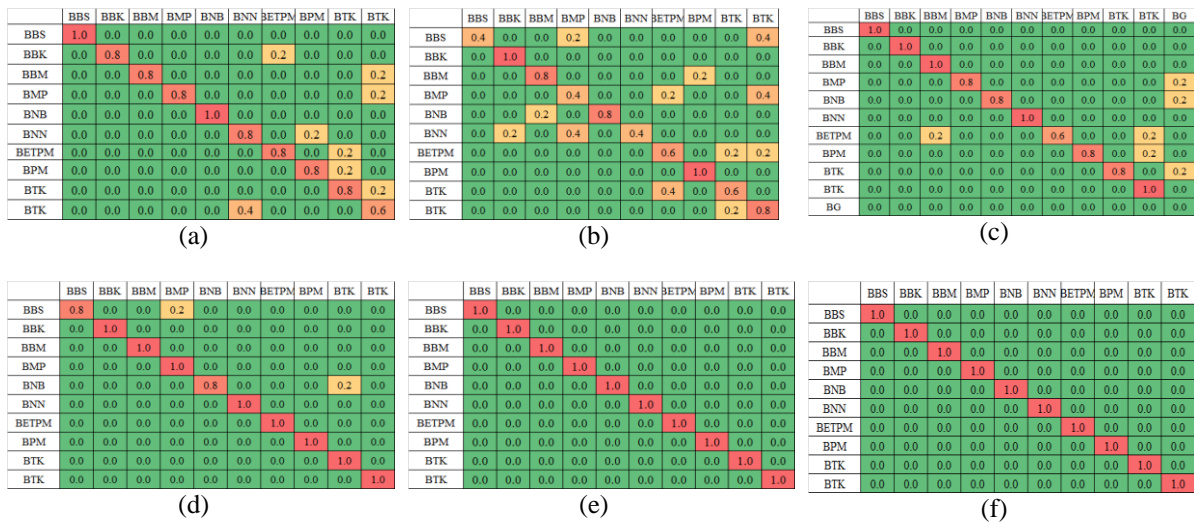 BBS BBK BBM BMP BNB BNN BETPM BPM BTK BTK
BBS 1.0 0.0 0.0 0.0 0.0 0.0 0.0 0.0 0.0 0.0
BBK 0.0 0.8 0.0 0.0 0.0 0.0 0.2 0.0 0.0 0.0
BBM 0.0 0.0 0.8 0.0 0.0 0.0 0.0 0.0 0.0 0.2
BMP 0.0 0.0 0.0 0.8 0.0 0.0 0.0 0.0 0.0 0.2
BNB 0.0 0.0 0.0 0.0 1.0 0.0 0.0 0.0 0.0 0.0
BNN 0.0 0.0 0.0 0.0 0.0 0.8 0.0 0.2 0.0 0.0
BETPM 0.0 0.0 0.0 0.0 0.0 0.0 0.8 0.0 0.2 0.0
BPM 0.0 0.0 0.0 0.0 0.0 0.0 0.0 0.8 0.2 0.0
BTK 0.0 0.0 0.0 0.0 0.0 0.0 0.0 0.0 0.8 0.2
BTK 0.0 0.0 0.0 0.0 0.0 0.4 0.0 0.0 0.0 0.6
(a)
BBS BBK BBM BMP BNB BNN BETPM BPM BTK BTK
BBS 0.4 0.0 0.0 0.2 0.0 0.0 0.0 0.0 0.0 0.4
BBK 0.0 1.0 0.0 0.0 0.0 0.0 0.0 0.0 0.0 0.0
BBM 0.0 0.0 0.8 0.0 0.0 0.0 0.0 0.2 0.0 0.0
BMP 0.0 0.0 0.0 0.4 0.0 0.0 0.2 0.0 0.0 0.4
BNB 0.0 0.0 0.2 0.0 0.8 0.0 0.0 0.0 0.0 0.0
BNN 0.0 0.2 0.0 0.4 0.0 0.4 0.0 0.0 0.0 0.0
BETPM 0.0 0.0 0.0 0.0 0.0 0.0 0.6 0.0 0.2 0.2
BPM 0.0 0.0 0.0 0.0 0.0 0.0 0.0 1.0 0.0 0.0
BTK 0.0 0.0 0.0 0.0 0.0 0.0 0.4 0.0 0.6 0.0
BTK 0.0 0.0 0.0 0.0 0.0 0.0 0.0 0.0 0.2 0.8
(b)
BBS BBK BBM BMP BNB BNN BETPM BPM BTK BTK BG
BBS 1.0 0.0 0.0 0.0 0.0 0.0 0.0 0.0 0.0 0.0 0.0
BBK 0.0 1.0 0.0 0.0 0.0 0.0 0.0 0.0 0.0 0.0 0.0
BBM 0.0 0.0 1.0 0.0 0.0 0.0 0.0 0.0 0.0 0.0 0.0
BMP 0.0 0.0 0.0 0.8 0.0 0.0 0.0 0.0 0.0 0.0 0.2
BNB 0.0 0.0 0.0 0.0 0.8 0.0 0.0 0.0 0.0 0.0 0.2
BNN 0.0 0.0 0.0 0.0 0.0 1.0 0.0 0.0 0.0 0.0 0.0
BETPM 0.0 0.0 0.2 0.0 0.0 0.0 0.6 0.0 0.0 0.2 0.0
BPM 0.0 0.0 0.0 0.0 0.0 0.0 0.0 0.8 0.0 0.2 0.0
BTK 0.0 0.0 0.0 0.0 0.0 0.0 0.0 0.0 0.8 0.0 0.2
BTK 0.0 0.0 0.0 0.0 0.0 0.0 0.0 0.0 0.0 1.0 0.0
BG 0.0 0.0 0.0 0.0 0.0 0.0 0.0 0.0 0.0 0.0 0.0
(c)
BBS BBK BBM BMP BNB BNN BETPM BPM BTK BTK
BBS 0.8 0.0 0.0 0.2 0.0 0.0 0.0 0.0 0.0 0.0
BBK 0.0 1.0 0.0 0.0 0.0 0.0 0.0 0.0 0.0 0.0
BBM 0.0 0.0 1.0 0.0 0.0 0.0 0.0 0.0 0.0 0.0
BMP 0.0 0.0 0.0 1.0 0.0 0.0 0.0 0.0 0.0 0.0
BNB 0.0 0.0 0.0 0.0 0.8 0.0 0.0 0.0 0.2 0.0
BNN 0.0 0.0 0.0 0.0 0.0 1.0 0.0 0.0 0.0 0.0
BETPM 0.0 0.0 0.0 0.0 0.0 0.0 1.0 0.0 0.0 0.0
BPM 0.0 0.0 0.0 0.0 0.0 0.0 0.0 1.0 0.0 0.0
BTK 0.0 0.0 0.0 0.0 0.0 0.0 0.0 0.0 1.0 0.0
BTK 0.0 0.0 0.0 0.0 0.0 0.0 0.0 0.0 0.0 1.0
(d)
BBS BBK BBM BMP BNB BNN BETPM BPM BTK BTK
BBS 1.0 0.0 0.0 0.0 0.0 0.0 0.0 0.0 0.0 0.0
BBK 0.0 1.0 0.0 0.0 0.0 0.0 0.0 0.0 0.0 0.0
BBM 0.0 0.0 1.0 0.0 0.0 0.0 0.0 0.0 0.0 0.0
BMP 0.0 0.0 0.0 1.0 0.0 0.0 0.0 0.0 0.0 0.0
BNB 0.0 0.0 0.0 0.0 1.0 0.0 0.0 0.0 0.0 0.0
BNN 0.0 0.0 0.0 0.0 0.0 1.0 0.0 0.0 0.0 0.0
BETPM 0.0 0.0 0.0 0.0 0.0 0.0 1.0 0.0 0.0 0.0
BPM 0.0 0.0 0.0 0.0 0.0 0.0 0.0 1.0 0.0 0.0
BTK 0.0 0.0 0.0 0.0 0.0 0.0 0.0 0.0 1.0 0.0
BTK 0.0 0.0 0.0 0.0 0.0 0.0 0.0 0.0 0.0 1.0
(e)
BBS BBK BBM BMP BNB BNN BETPM BPM BTK BTK
BBS 1.0 0.0 0.0 0.0 0.0 0.0 0.0 0.0 0.0 0.0
BBK 0.0 1.0 0.0 0.0 0.0 0.0 0.0 0.0 0.0 0.0
BBM 0.0 0.0 1.0 0.0 0.0 0.0 0.0 0.0 0.0 0.0
BMP 0.0 0.0 0.0 1.0 0.0 0.0 0.0 0.0 0.0 0.0
BNB 0.0 0.0 0.0 0.0 1.0 0.0 0.0 0.0 0.0 0.0
BNN 0.0 0.0 0.0 0.0 0.0 1.0 0.0 0.0 0.0 0.0
BETPM 0.0 0.0 0.0 0.0 0.0 0.0 1.0 0.0 0.0 0.0
BPM 0.0 0.0 0.0 0.0 0.0 0.0 0.0 1.0 0.0 0.0
BTK 0.0 0.0 0.0 0.0 0.0 0.0 0.0 0.0 1.0 0.0
BTK 0.0 0.0 0.0 0.0 0.0 0.0 0.0 0.0 0.0 1.0
(f)